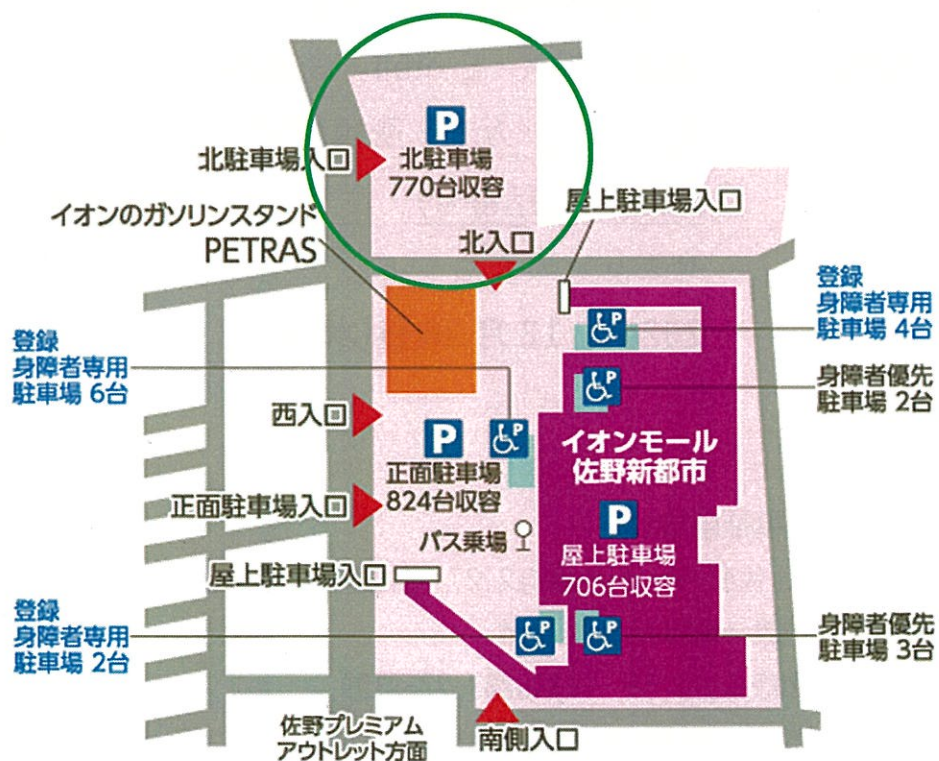 P
北駐車場
770台収容
北駐車場入口
イオンのガソリンスタンド
PETRAS
北入口
屋上駐車場入口
登録
身障者専用
駐車場 4台
P
登録
身障者専用
駐車場 6台
P
身障者優先
駐車場 2台
西入口
P
正面駐車場
824台収容
P
イオンモール
佐野新都市
正面駐車場入口
バス乗場
P
屋上駐車場
706台収容
屋上駐車場入口
登録
身障者専用
駐車場 2台
P
P
身障者優先
駐車場 3台
佐野プレミアム
アウトレット方面
南側入口